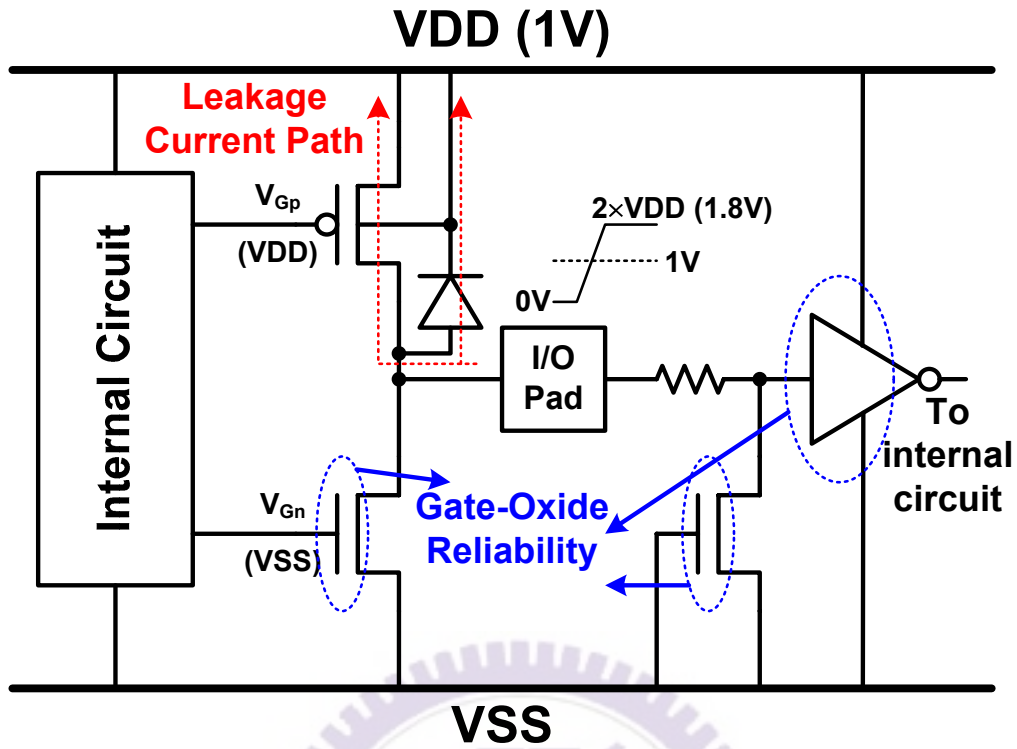 VDD (1V)
Leakage
Current Path
Internal Circuit
VGp
(VDD)
2×VDD (1.8V)
1V
0V
I/O
Pad
To
internal
circuit
VGn
(VSS)
Gate-Oxide
Reliability
VSS